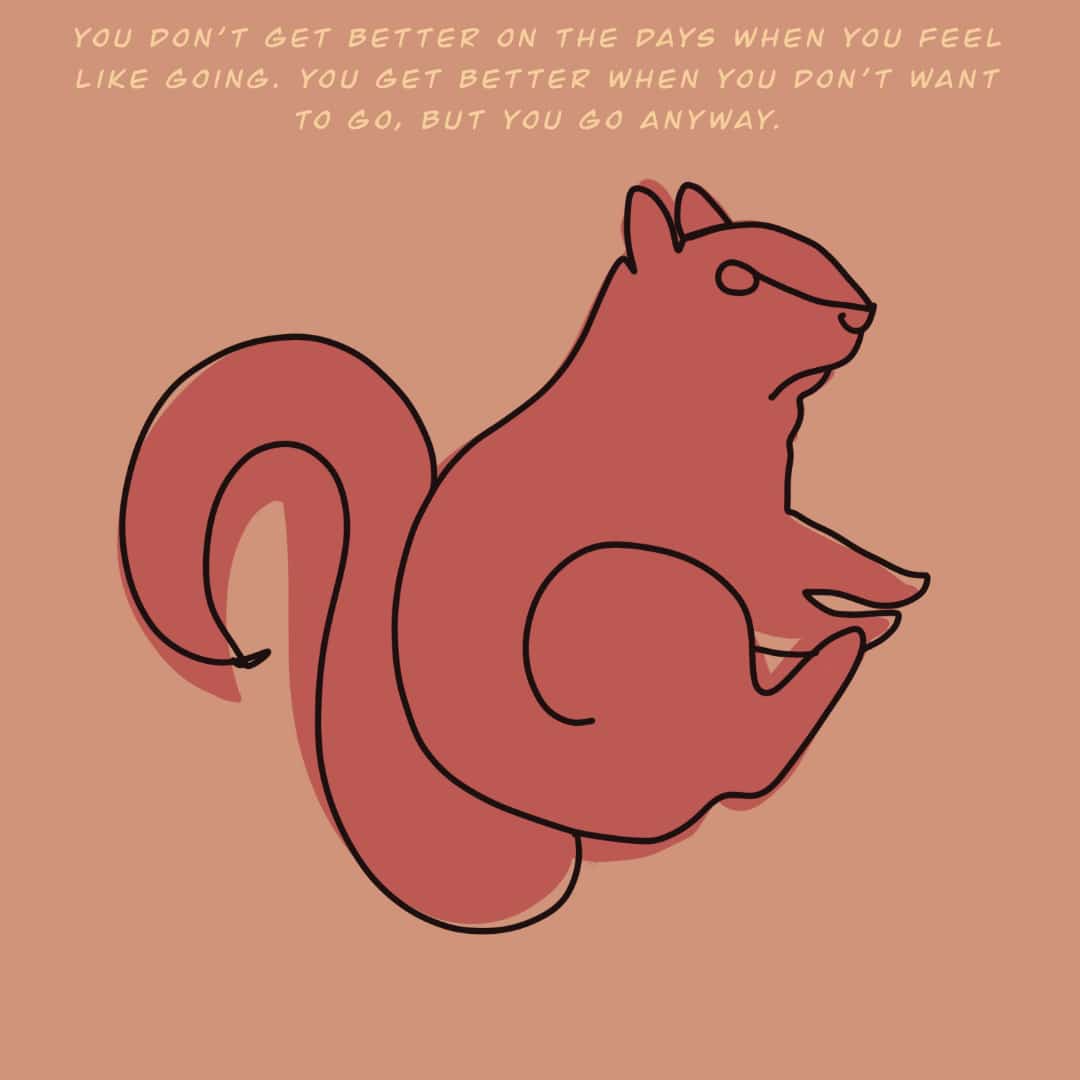 YOU DON'T GET BETTER ON THE DAYS WHEN YOU FEEL
LIKE GOING. YOU GET BETTER WHEN YOU DON'T WANT
TO GO, BUT YOU GO ANYWAY.